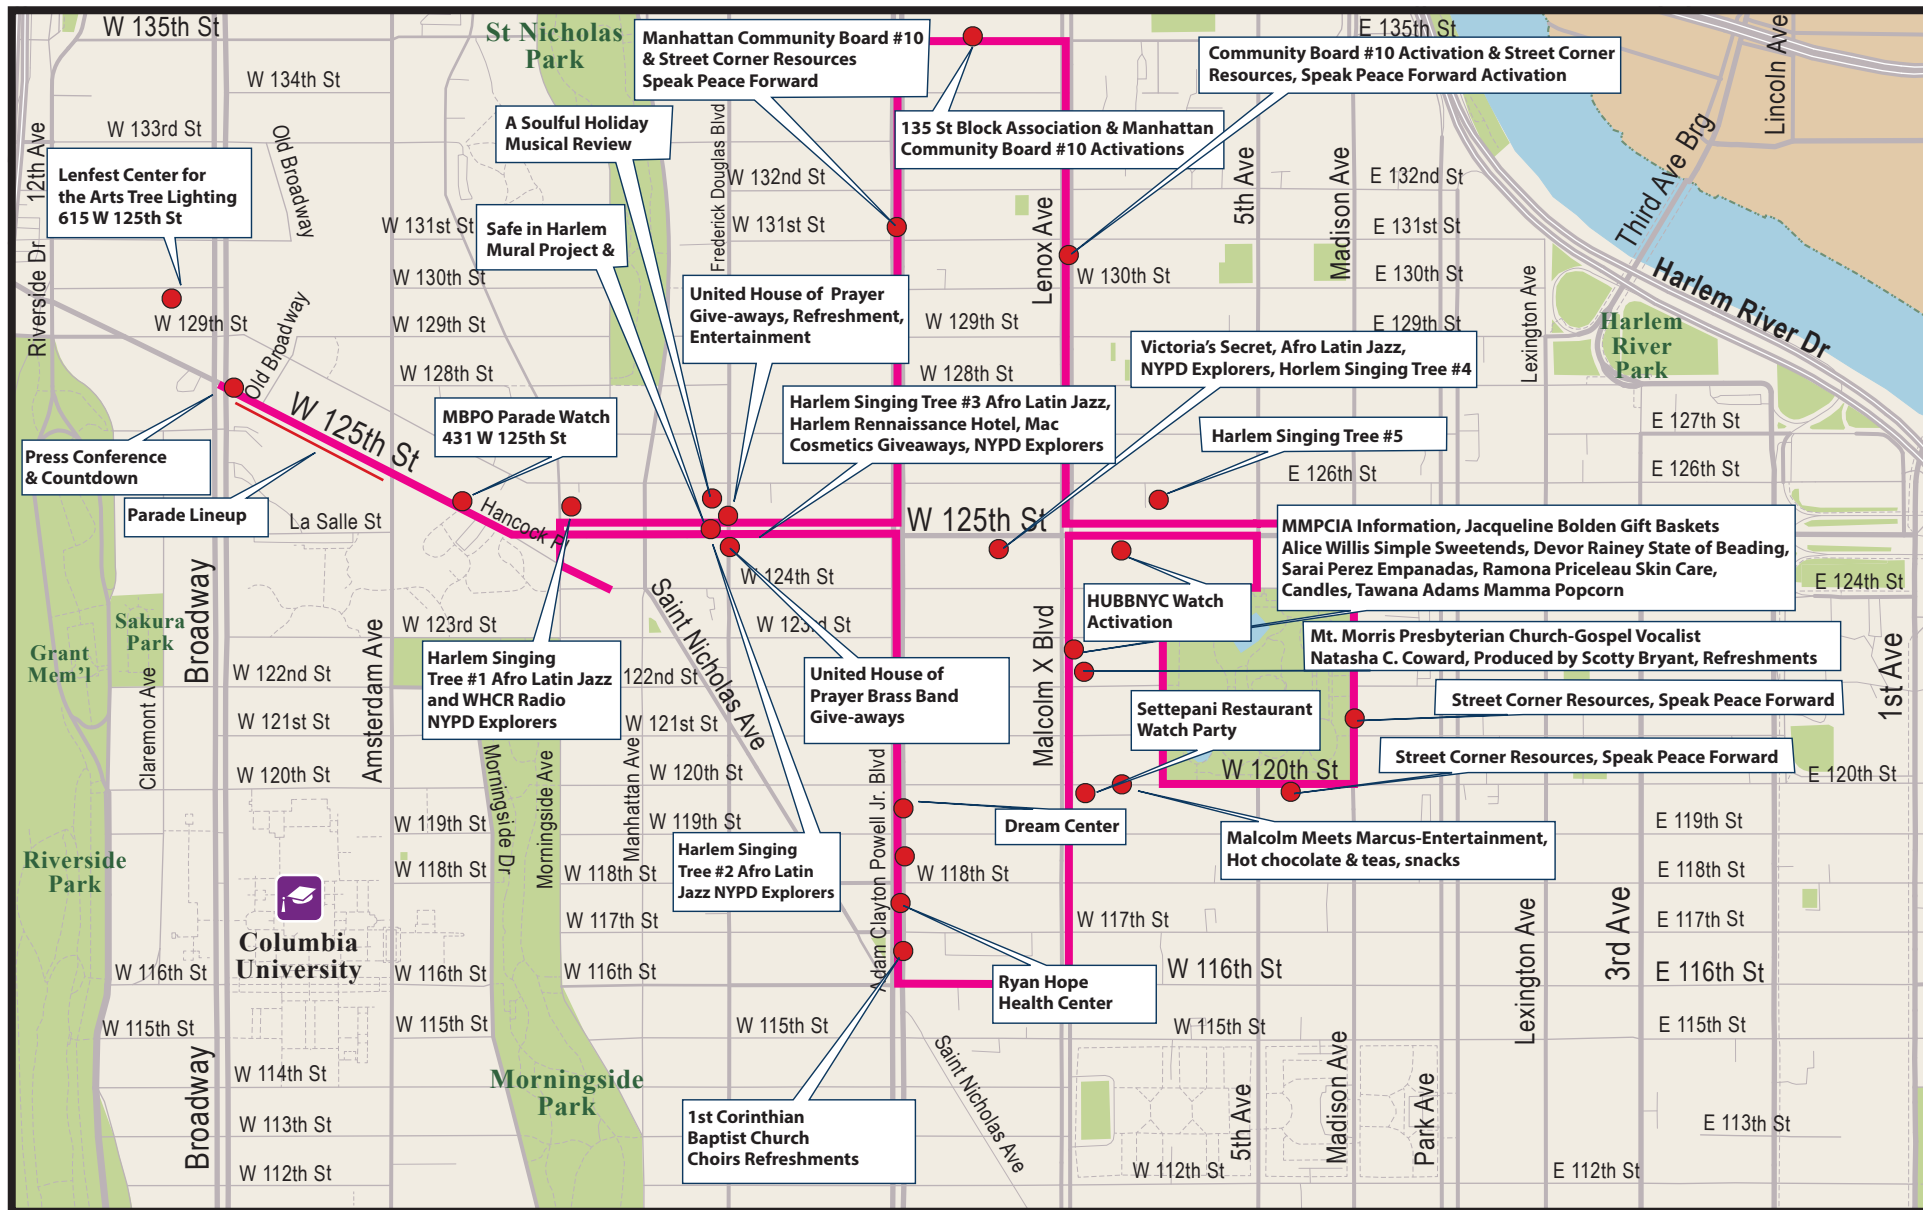 W 135th St
St Nicholas
Park
Manhattan Community Board #10
& Street Corner Resources
Speak Peace Forward
E 135th St
Community Board #10 Activation & Street Corner
Resources, Speak Peace Forward Activation
Lincoln Ave
W 134th St
12th Ave
W 133rd St
Old Broadway
A Soulful Holiday
Musical Review
Frederick Douglas Blvd
135 St Block Association & Manhattan
Community Board #10 Activations
5th Ave
Madison Ave
Third Ave Brg
Lenfest Center for
the Arts Tree Lighting
615 W 125th St
W 132nd St
E 132nd St
W 131st St
Safe in Harlem
Mural Project &
W 131st St
Lenox Ave
E 131st St
Riverside Dr
W 130th St
W 130th St
E 130th St
Lexington Ave
Harlem River Dr
United House of Prayer
Give-aways, Refreshment,
Entertainment
W 129th St
Old Broadway
W 129th St
W 129th St
E 129th St
Harlem
River
Park
Victoria's Secret, Afro Latin Jazz,
NYPD Explorers, Horlem Singing Tree #4
W 128th St
W 128th St
W 125th St
MBPO Parade Watch
431 W 125th St
Harlem Singing Tree #3 Afro Latin Jazz,
Harlem Rennaissance Hotel, Mac
Cosmetics Giveaways, NYPD Explorers
Harlem Singing Tree #5
E 127th St
Press Conference
& Countdown
E 126th St
E 126th St
Parade Lineup
La Salle St
Hancock Pl
W 125th St
MMPCIA Information, Jacqueline Bolden Gift Baskets
Alice Willis Simple Sweetends, Devor Rainey State of Beading,
Sarai Perez Empanadas, Ramona Priceleau Skin Care,
Candles, Tawana Adams Mamma Popcorn
W 124th St
E 124th St
Broadway
Saint Nicholas Ave
HUBBNYC Watch
Activation
Sakura
Park
Grant
Mem'l
W 123rd St
W 123rd St
Mt. Morris Presbyterian Church-Gospel Vocalist
Natasha C. Coward, Produced by Scotty Bryant, Refreshments
Claremont Ave
W 122nd St
Amsterdam Ave
Harlem Singing
Tree #1 Afro Latin Jazz
and WHCR Radio
NYPD Explorers
122nd St
United House of
Prayer Brass Band
Give-aways
Malcolm X Blvd
Settepani Restaurant
Watch Party
Street Corner Resources, Speak Peace Forward
1st Ave
W 121st St
W 121st St
Street Corner Resources, Speak Peace Forward
W 120th St
Morningside Dr
Morningside Ave
Manhattan Ave
W 120th St
W 120th St
E 120th St
Adam Clayton Powell Jr. Blvd
W 119th St
W 119th St
Dream Center
Malcolm Meets Marcus-Entertainment,
Hot chocolate & teas, snacks
E 119th St
Riverside
Park
W 118th St
W 118th St
Harlem Singing
Tree #2 Afro Latin
Jazz NYPD Explorers
W 118th St
E 118th St
Columbia
University
W 117th St
W 117th St
Lexington Ave
3rd Ave
E 117th St
W 116th St
W 116th St
W 116th St
Ryan Hope
Health Center
W 116th St
E 116th St
W 115th St
W 115th St
W 115th St
W 115th St
E 115th St
Broadway
W 114th St
Morningside
Park
Saint Nicholas Ave
5th Ave
Madison Ave
Park Ave
W 113th St
1st Corinthian
Baptist Church
Choirs Refreshments
E 113th St
W 112th St
W 112th St
E 112th St